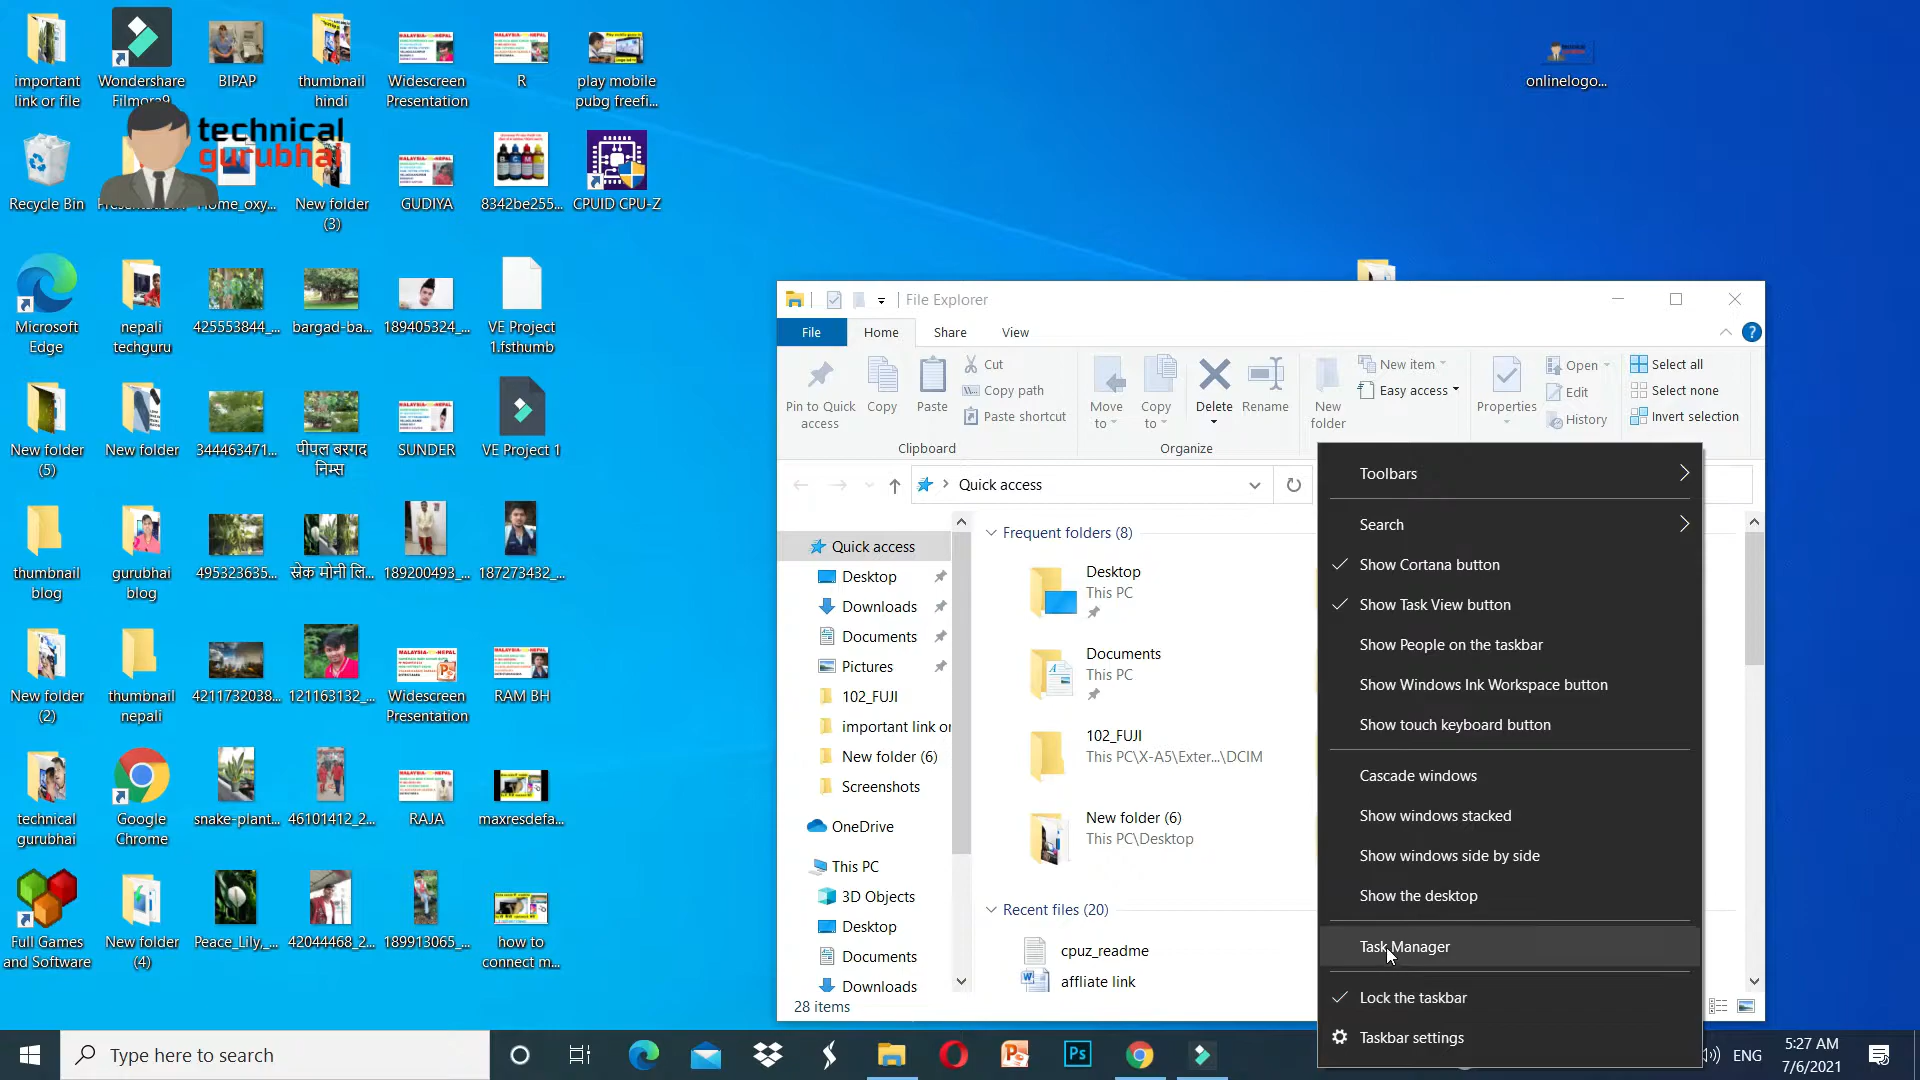 important
link or file
Wondershare
Filmora9
BIPAP
thumbnail
hindi
Widescreen
Presentation
R
play mobile
pubg freefi...
onlinelogo...
technical
gurubhai
Recycle Bin
Home_oxy...
New folder
(3)
GUDIYA
8342be255...
CPUID CPU-Z
Microsoft
Edge
nepali
techguru
425553844_...
bargad-ba...
189405324_...
VE Project
1.fsthumb
New folder
(5)
New folder
344463471...
पीपल बरगद
निम्स
SUNDER
VE Project 1
thumbnail
blog
gurubhai
blog
495323635...
स्नेक मोनी लि...
189200493_...
187273432_...
New folder
(2)
thumbnail
nepali
4211732038...
121163132_...
Widescreen
Presentation
RAM BH
technical
gurubhai
Google
Chrome
snake-plant...
46101412_2...
RAJA
maxresdefa...
Full Games
and Software
New folder
(4)
Peace_Lily,_...
42044468_2...
189913065_...
how to
connect m...
File Explorer
File
Home
Share
View
Pin to Quick
access
Copy
Paste
Cut
Copy path
Paste shortcut
Clipboard
Move
to
Copy
to
Delete
Rename
Organize
New
folder
New item
Easy access
Properties
Open
Edit
History
Select all
Select none
Invert selection
Quick access
Quick access
Desktop
Downloads
Documents
Pictures
102_FUJI
important link or
New folder (6)
Screenshots
OneDrive
This PC
3D Objects
Desktop
Documents
Downloads
Frequent folders (8)
Desktop
This PC
Documents
This PC
102_FUJI
This PC\X-A5\Exter...\DCIM
New folder (6)
This PC\Desktop
Recent files (20)
cpuz_readme
affliate link
28 items
Toolbars
Search
Show Cortana button
Show Task View button
Show People on the taskbar
Show Windows Ink Workspace button
Show touch keyboard button
Cascade windows
Show windows stacked
Show windows side by side
Show the desktop
Task Manager
Lock the taskbar
Taskbar settings
Type here to search
ENG
5:27 AM
7/6/2021